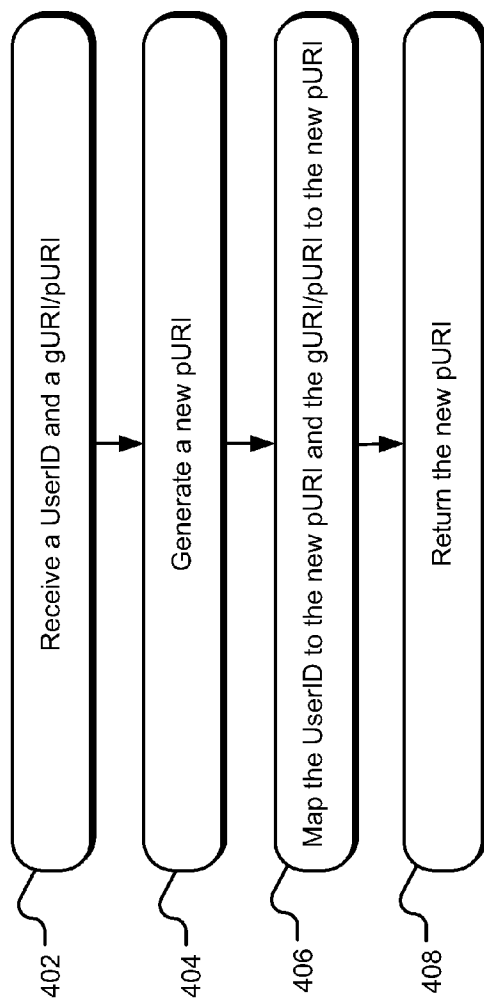 Receive a UserID and a gURI/pURI
402
Generate a new pURI
404
Map the UserID to the new pURI and the gURI/pURI to the new pURI
406
Return the new pURI
408